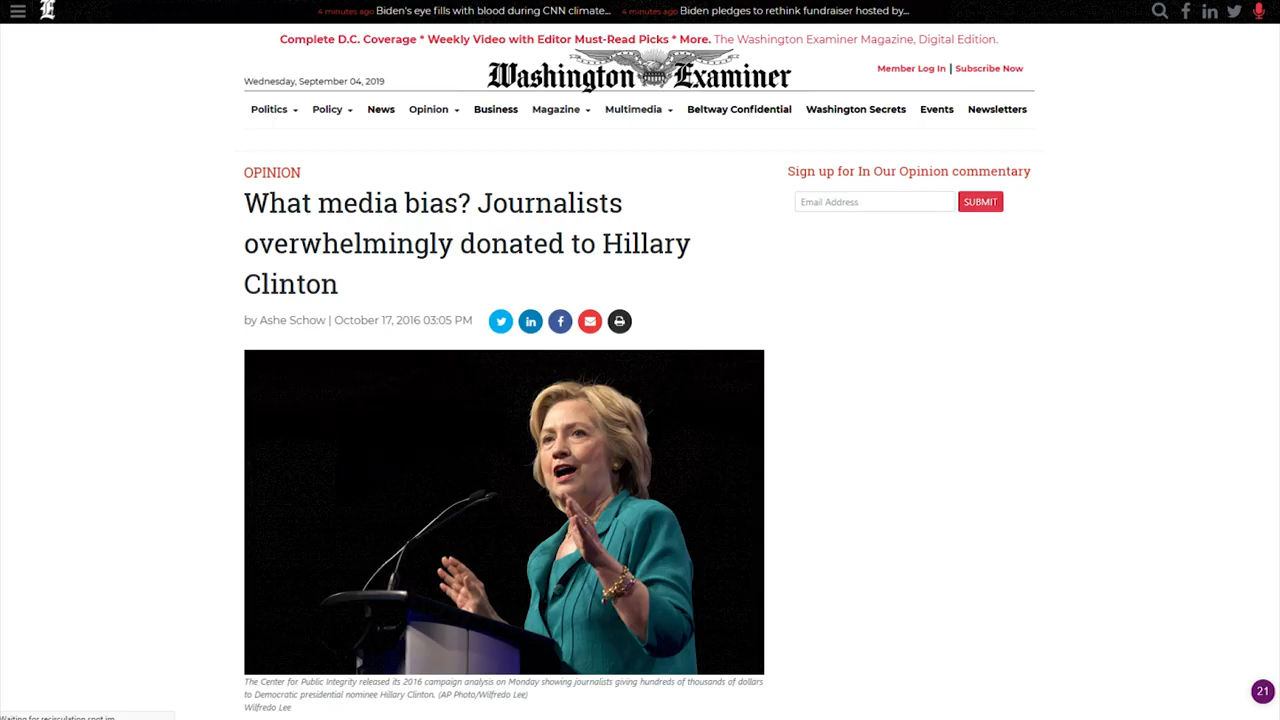 4 minutes ago Biden's eye fills with blood during CNN climate... 4 minutes ago Biden pledges to rethink fundraiser hosted by...
Complete D.C. Coverage * Weekly Video with Editor Must-Read Picks * More. The Washington Examiner Magazine, Digital Edition.
Wednesday, September 04, 2019
Washington Examiner
Member Log In | Subscribe Now
Politics Policy News Opinion Business Magazine Multimedia Beltway Confidential Washington Secrets Events Newsletters
OPINION
What media bias? Journalists
overwhelmingly donated to Hillary
Clinton
by Ashe Schow | October 17, 2016 03:05 PM
Sign up for In Our Opinion commentary
Email Address SUBMIT
The Center for Public Integrity released its 2016 campaign analysis on Monday showing journalists giving hundreds of thousands of dollars
to Democratic presidential nominee Hillary Clinton. (AP Photo/Wilfredo Lee)
Wilfredo Lee
21